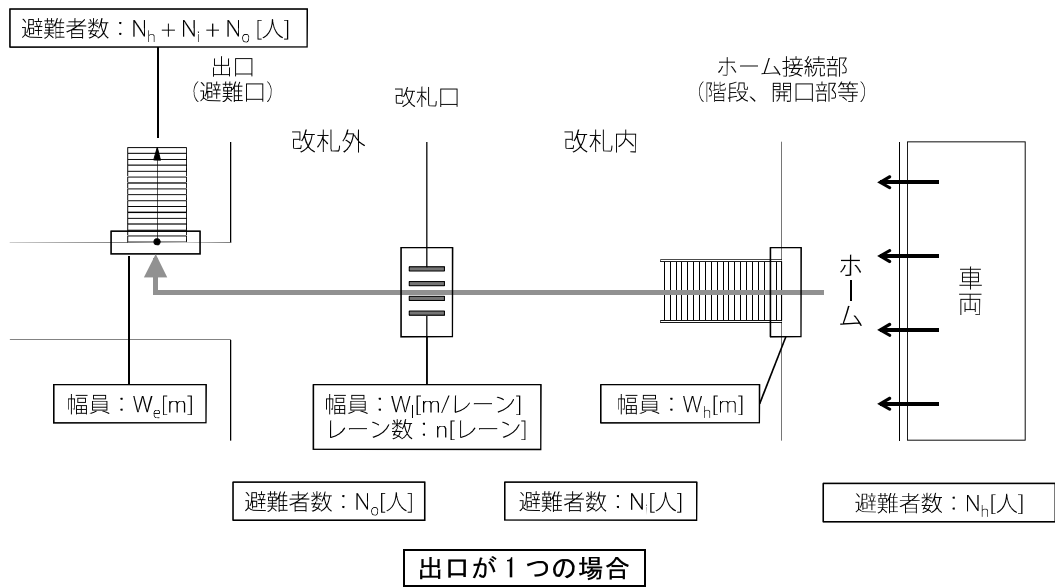 避難者数：Nh + Ni + No [人]
出口
（避難口）
改札外
改札口
改札内
ホーム接続部
（階段、開口部等）
ホーム
車両
幅員：We[m]
幅員：Wl[m/レーン]
レーン数：n[レーン]
幅員：Wh[m]
避難者数：No[人]
避難者数：Ni[人]
避難者数：Nh[人]
出口が１つの場合